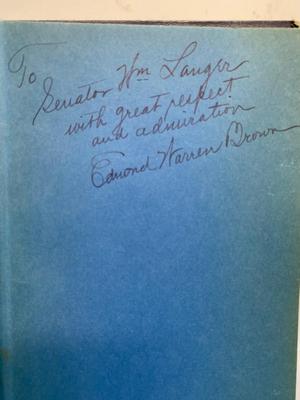 To
Senator Wm Langer
with great respect
and admiration
Edmond Warren Brown